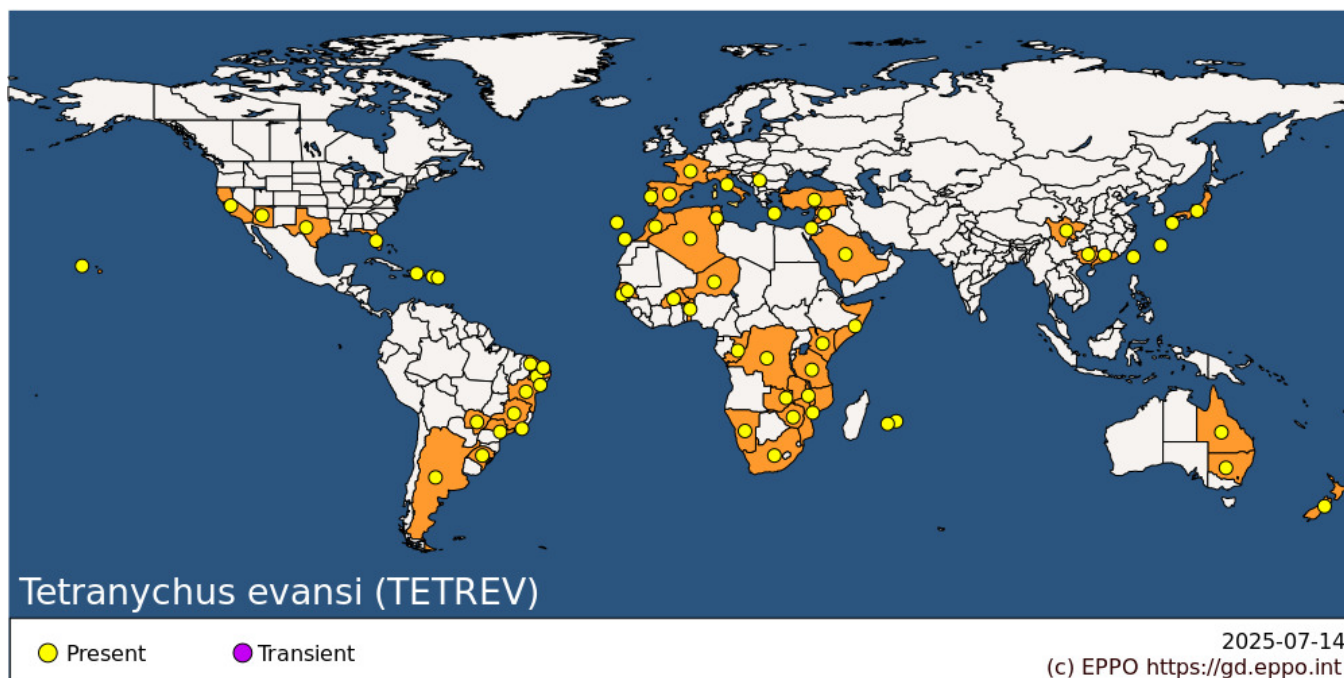 Tetranychus evansi (TETREV)
Present
Transient
2025-07-14
(c) EPPO https://gd.eppo.int